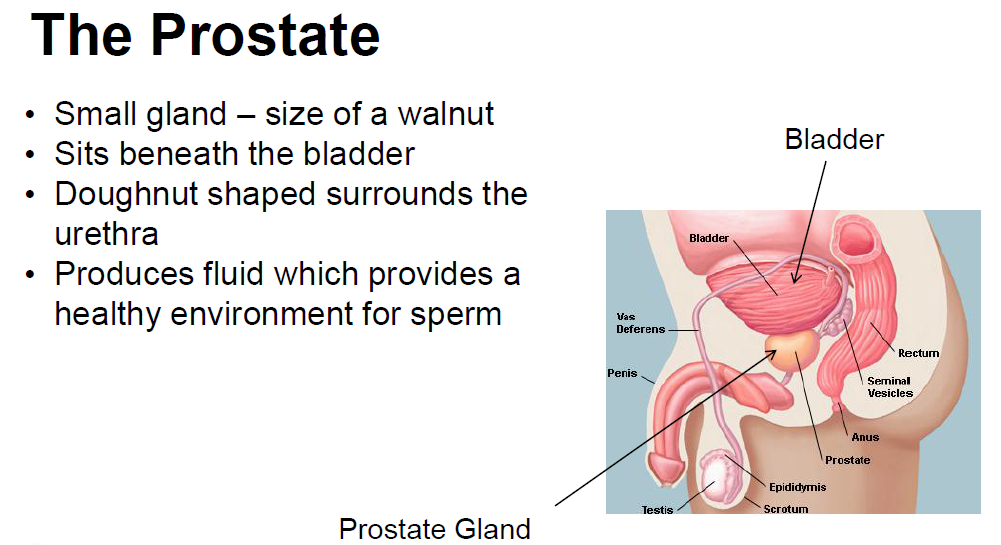 The Prostate
• Small gland – size of a walnut
• Sits beneath the bladder
• Doughnut shaped surrounds the
urethra
• Produces fluid which provides a
healthy environment for sperm
Bladder
Bladder
Vas
Deferens
Penis
Rectum
Seminal
Vesicles
Anus
Prostate
Epididymis
Testis
Scrotum
Prostate Gland